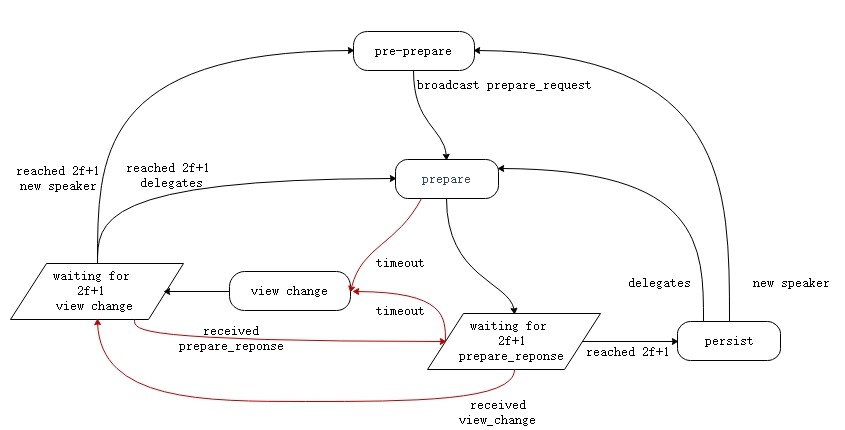 pre-prepare
broadcast prepare_request
reached 2f+1
new speaker
reached 2f+1
delegates
prepare
timeout
waiting for
2f+1
view change
view change
timeout
delegates
new speaker
received
prepare_reponse
waiting for
2f+1
prepare_reponse
reached 2f+1
persist
received
view_change